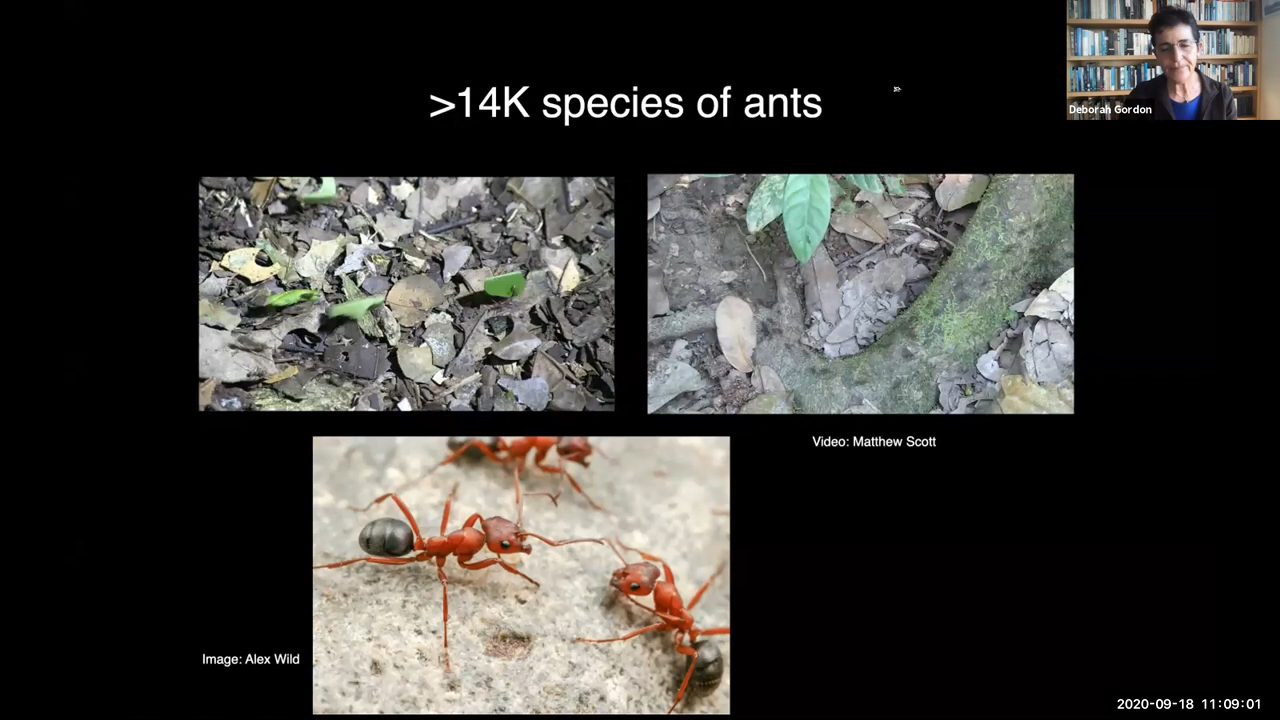 Deborah Gordon
>14K species of ants
Video: Matthew Scott
Image: Alex Wild
2020-09-18 11:09:01